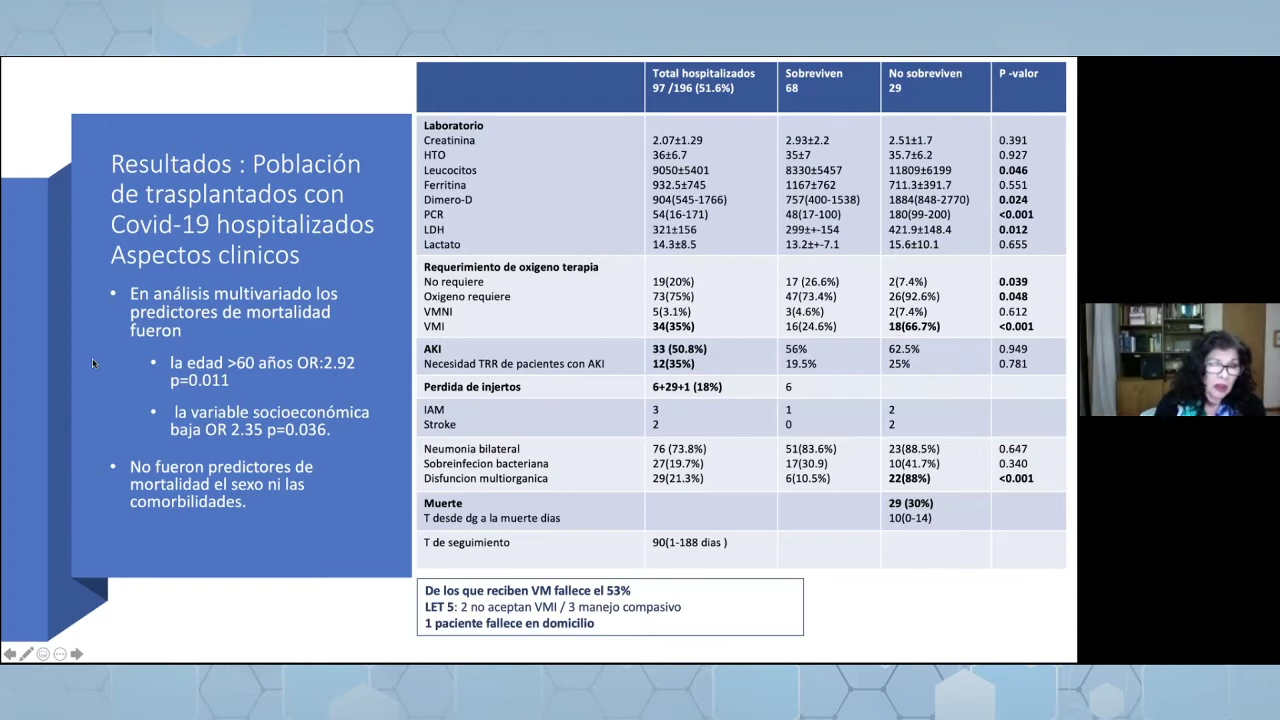 Resultados : Población
de trasplantados con
Covid-19 hospitalizados
Aspectos clinicos
• En análisis multivariado los
predictores de mortalidad
fueron
• la edad >60 años OR:2.92
p=0.011
• la variable socioeconómica
baja OR 2.35 p=0.036.
• No fueron predictores de
mortalidad el sexo ni las
comorbilidades.
Total hospitalizados Sobreviven No sobreviven P -valor
97 /196 (51.6%) 68 29
Laboratorio
Creatinina 2.07±1.29 2.93±2.2 2.51±1.7 0.391
HTO 36±6.7 35±7 35.7±6.2 0.927
Leucocitos 9050±5401 8330±5457 11809±6199 0.046
Ferritina 932.5±745 1167±762 711.3±391.7 0.551
Dimero-D 904(545-1766) 757(400-1538) 1884(848-2770) 0.024
PCR 54(16-171) 48(17-100) 180(99-200) <0.001
LDH 321±156 299±+-154 421.9±148.4 0.012
Lactato 14.3±8.5 13.2±+-7.1 15.6±10.1 0.655
Requerimiento de oxigeno terapia
No requiere 19(20%) 17 (26.6%) 2(7.4%) 0.039
Oxigeno requiere 73(75%) 47(73.4%) 26(92.6%) 0.048
VMNI 5(3.1%) 3(4.6%) 2(7.4%) 0.612
VMI 34(35%) 16(24.6%) 18(66.7%) <0.001
AKI 33 (50.8%) 56% 62.5% 0.949
Necesidad TRR de pacientes con AKI 12(35%) 19.5% 25% 0.781
Perdida de injertos 6+29+1 (18%) 6
IAM 3 1 2
Stroke 2 0 2
Neumonia bilateral 76 (73.8%) 51(83.6%) 23(88.5%) 0.647
Sobreinfecion bacteriana 27(19.7%) 17(30.9) 10(41.7%) 0.340
Disfuncion multiorganica 29(21.3%) 6(10.5%) 22(88%) <0.001
Muerte 29 (30%)
T desde dg a la muerte dias 10(0-14)
T de seguimiento 90(1-188 dias )
De los que reciben VM fallece el 53%
LET 5: 2 no aceptan VMI / 3 manejo compasivo
1 paciente fallece en domicilio